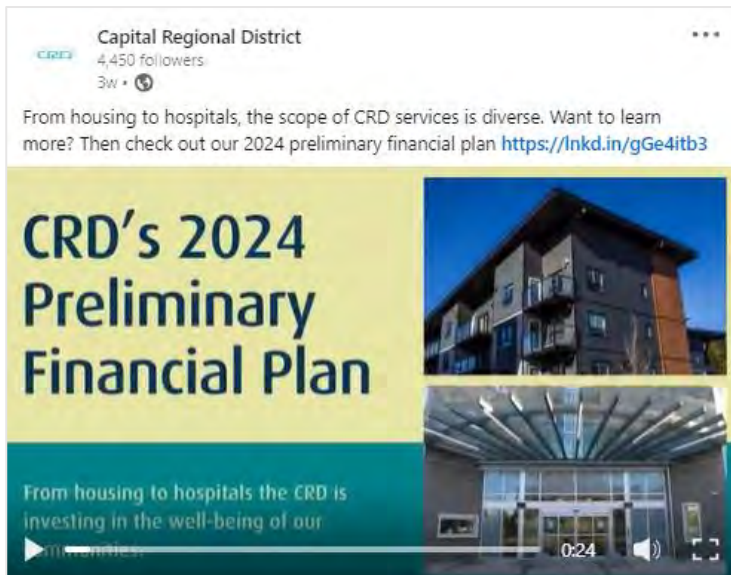 CRD
Capital Regional District
4,450 followers
3w •
From housing to hospitals, the scope of CRD services is diverse. Want to learn
more? Then check out our 2024 preliminary financial plan https://lnkd.in/gGe4itb3
CRD's 2024
Preliminary
Financial Plan
From housing to hospitals the CRD is
investing in the well-being of our
communities.
0:24